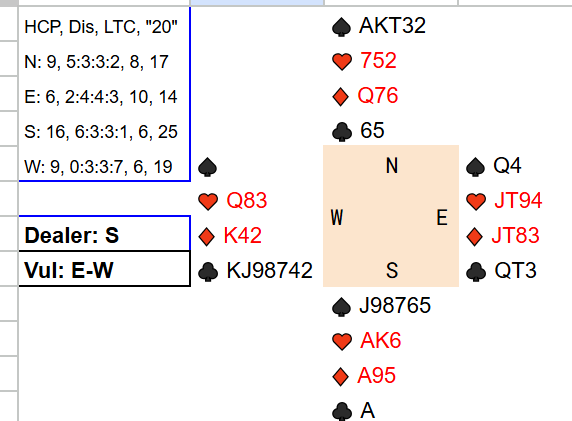 HCP, Dis, LTC, "20"
N: 9, 5:3:3:2, 8, 17
E: 6, 2:4:4:3, 10, 14
S: 16, 6:3:3:1, 6, 25
W: 9, 0:3:3:7, 6, 19
Dealer: S
Vul: E-W
♠ AKT32
♥ 752
♦ Q76
♣ 65
♠
♥ Q83
♦ K42
♣ KJ98742
N
W E
S
♠ Q4
♥ JT94
♦ JT83
♣ QT3
♠ J98765
♥ AK6
♦ A95
♣ A